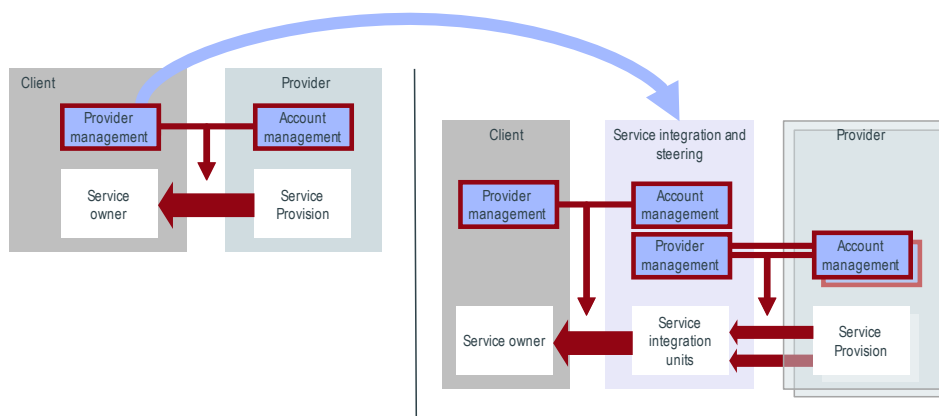 Client
Provider
Provider
management
Account
management
Service
owner
Service
Provision
Client
Service integration and
steering
Provider
Provider
management
Account
management
Provider
management
Account
management
Service owner
Service
integration
units
Service
Provision